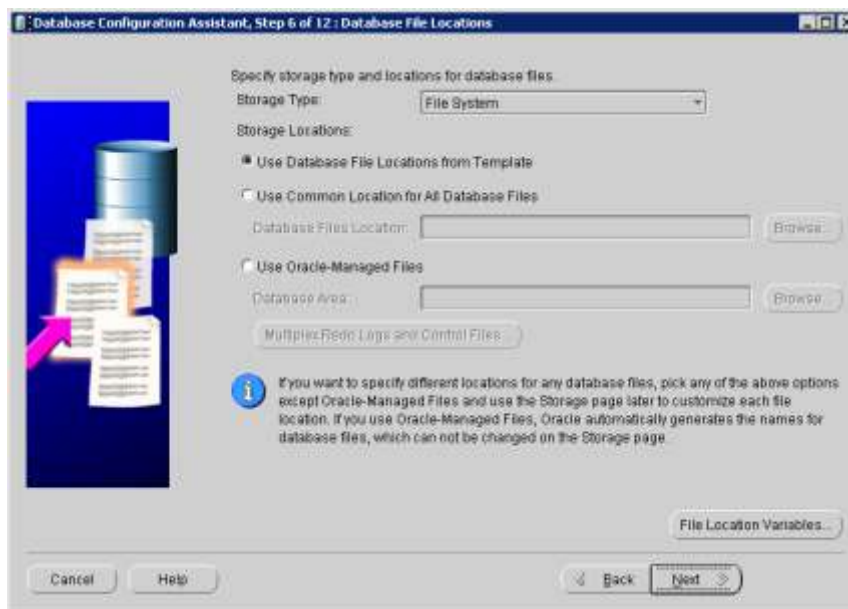 Database Configuration Assistant, Step 6 of 12 : Database File Locations
Specify storage type and locations for database files.
Storage Type: File System
Storage Locations:
Use Database File Locations from Template
Use Common Location for All Database Files
Database Files Location: Browse...
Use Oracle-Managed Files
Database Area: Browse...
Multiplex Redo Logs and Control Files...
If you want to specify different locations for any database files, pick any of the above options
except Oracle-Managed Files and use the Storage page later to customize each file
location. If you use Oracle-Managed Files, Oracle automatically generates the names for
database files, which can not be changed on the Storage page.
File Location Variables...
Cancel Help Back Next